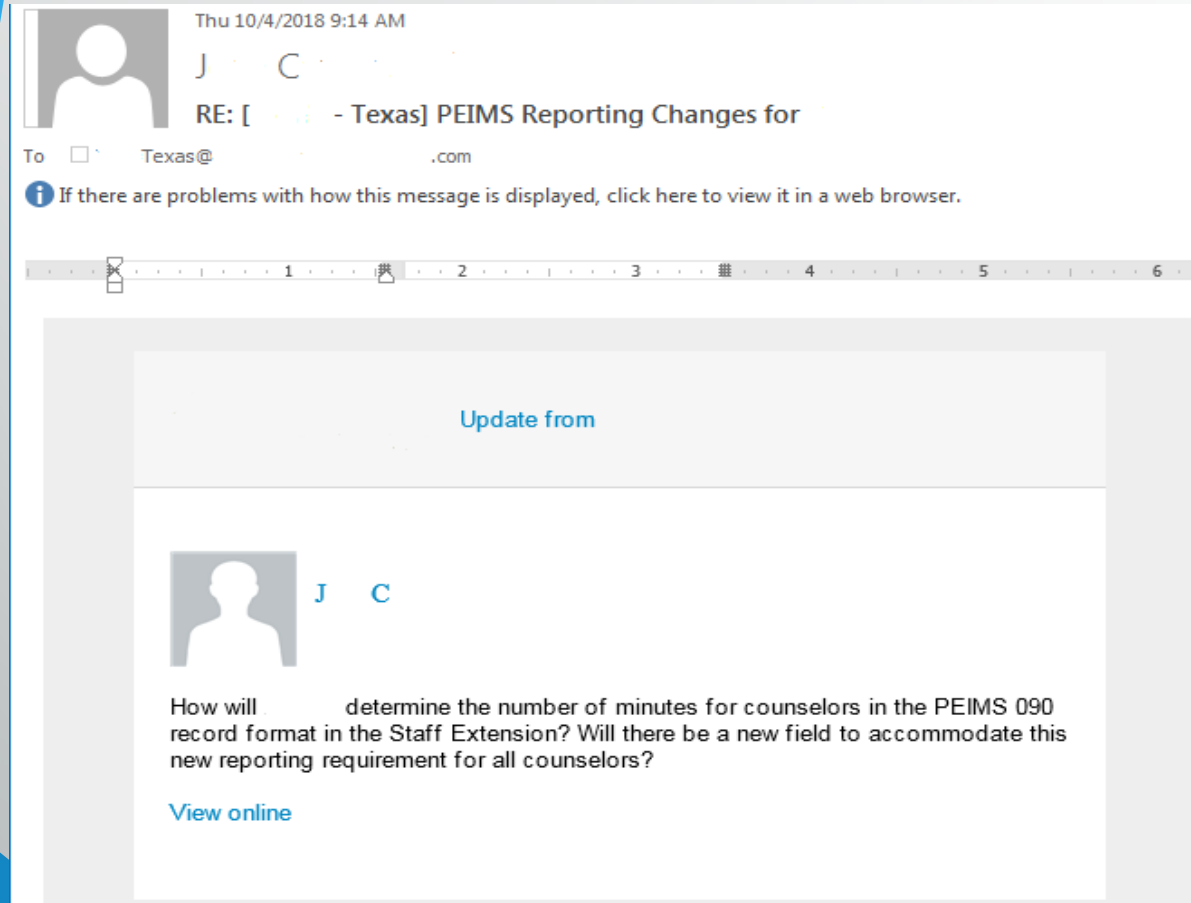 Thu 10/4/2018 9:14 AM
J C
RE: [ - Texas] PEIMS Reporting Changes for
To Texas@ .com
If there are problems with how this message is displayed, click here to view it in a web browser.
1 2 3 4 5 6
Update from
J C
How will determine the number of minutes for counselors in the PEIMS 090
record format in the Staff Extension? Will there be a new field to accommodate this
new reporting requirement for all counselors?
View online